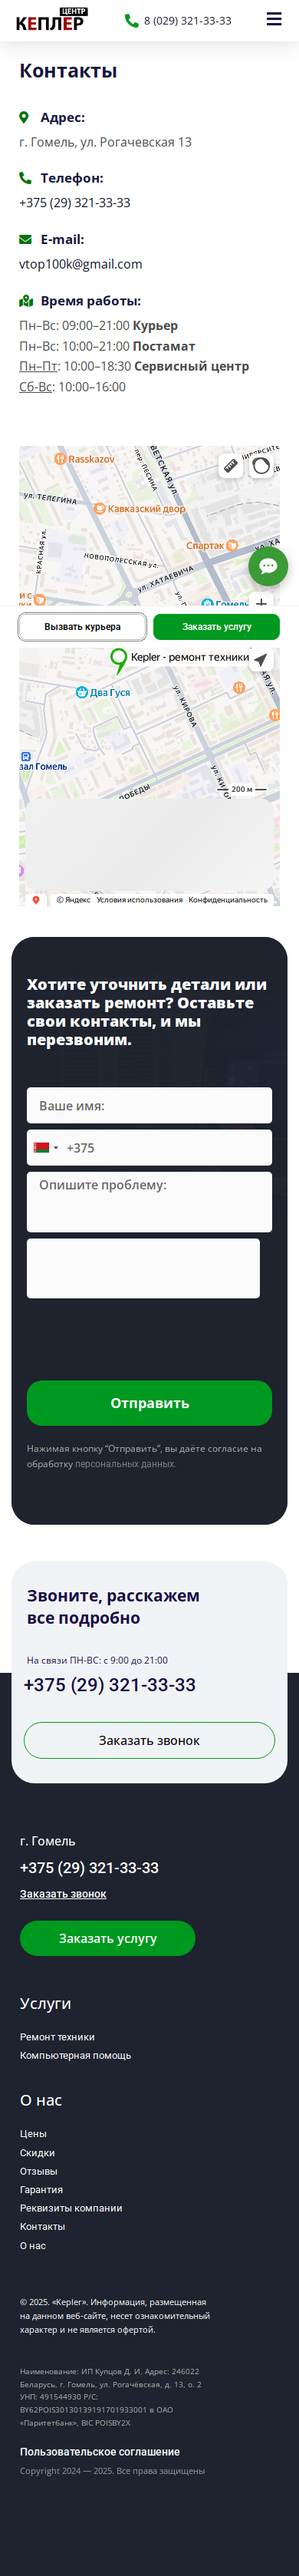 ЦЕНТР
КЕПЛЕР
8 (029) 321-33-33
Контакты
Адрес:
г. Гомель, ул. Рогачевская 13
Телефон:
+375 (29) 321-33-33
E-mail:
vtop100k@gmail.com
Время работы:
Пн–Вс: 09:00–21:00 Курьер
Пн–Вс: 10:00–21:00 Постамат
Пн–Пт: 10:00–18:30 Сервисный центр
Сб-Вс: 10:00–16:00
Rasskazov
УЛ. ТЕЛЕГИНА
Кавказский двор
КРАСНАЯ УЛ.
НОВОПОЛЕССКАЯ УЛ.
Спартак
УЛ. ХАТАЕВИЧА
Гомель
Вызвать курьера
Заказать услугу
Kepler - ремонт техники
Два Гуся
УЛ. КИРОВА
УЛ. КИРОВА
зал Гомель
ПОБЕДЫ
200 м
© Яндекс Условия использования Конфиденциальность
Хотите уточнить детали или
заказать ремонт? Оставьте
свои контакты, и мы
перезвоним.
Ваше имя:
+375
Опишите проблему:
Отправить
Нажимая кнопку “Отправить”, вы даёте согласие на
обработку персональных данных.
Звоните, расскажем
все подробно
На связи ПН-ВС: с 9:00 до 21:00
+375 (29) 321-33-33
Заказать звонок
г. Гомель
+375 (29) 321-33-33
Заказать звонок
Заказать услугу
Услуги
Ремонт техники
Компьютерная помощь
О нас
Цены
Скидки
Отзывы
Гарантия
Реквизиты компании
Контакты
О нас
© 2025. «Kepler». Информация, размещенная
на данном веб-сайте, несет ознакомительный
характер и не является офертой.
Наименование: ИП Купцов Д. И. Адрес: 246022
Беларусь, г. Гомель, ул. Рогачёвская, д. 13, о. 2
УНП: 491544930 Р/С:
BY62POIS30130139191701933001 в ОАО
«Паритетбанк», BIC POISBY2X
Пользовательское соглашение
Copyright 2024 — 2025. Все права защищены